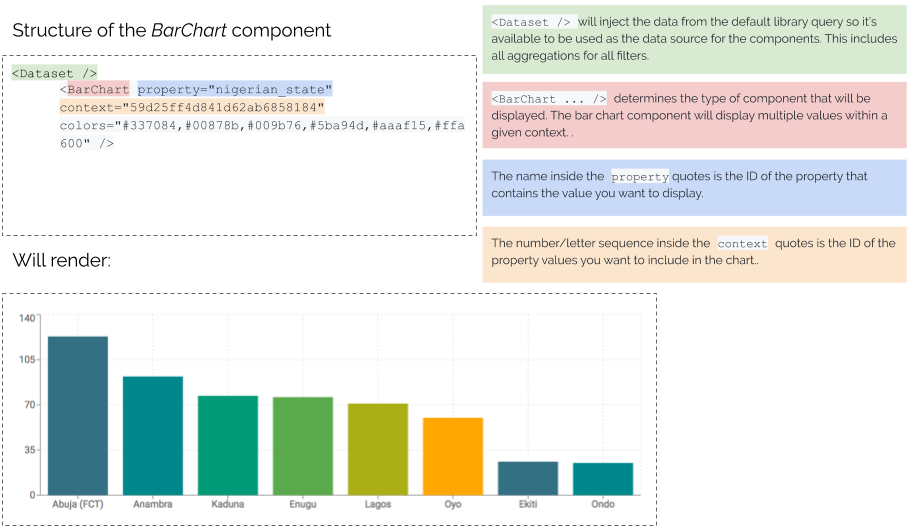 Structure of the BarChart component
<Dataset />
<BarChart property="nigerian_state"
context="59d25ff4d841d62ab6858184"
colors="#337084,#00878b,#009b76,#5ba94d,#aaaf15,#ffa
600" />
<Dataset /> will inject the data from the default library query so it's
available to be used as the data source for the components. This includes
all aggregations for all filters.
<BarChart ... /> determines the type of component that will be
displayed. The bar chart component will display multiple values within a
given context. .
The name inside the property quotes is the ID of the property that
contains the value you want to display.
The number/letter sequence inside the context quotes is the ID of the
property values you want to include in the chart..
Will render:
140
105
70
35
0
Abuja (FCT) Anambra Kaduna Enugu Lagos Oyo Ekiti Ondo